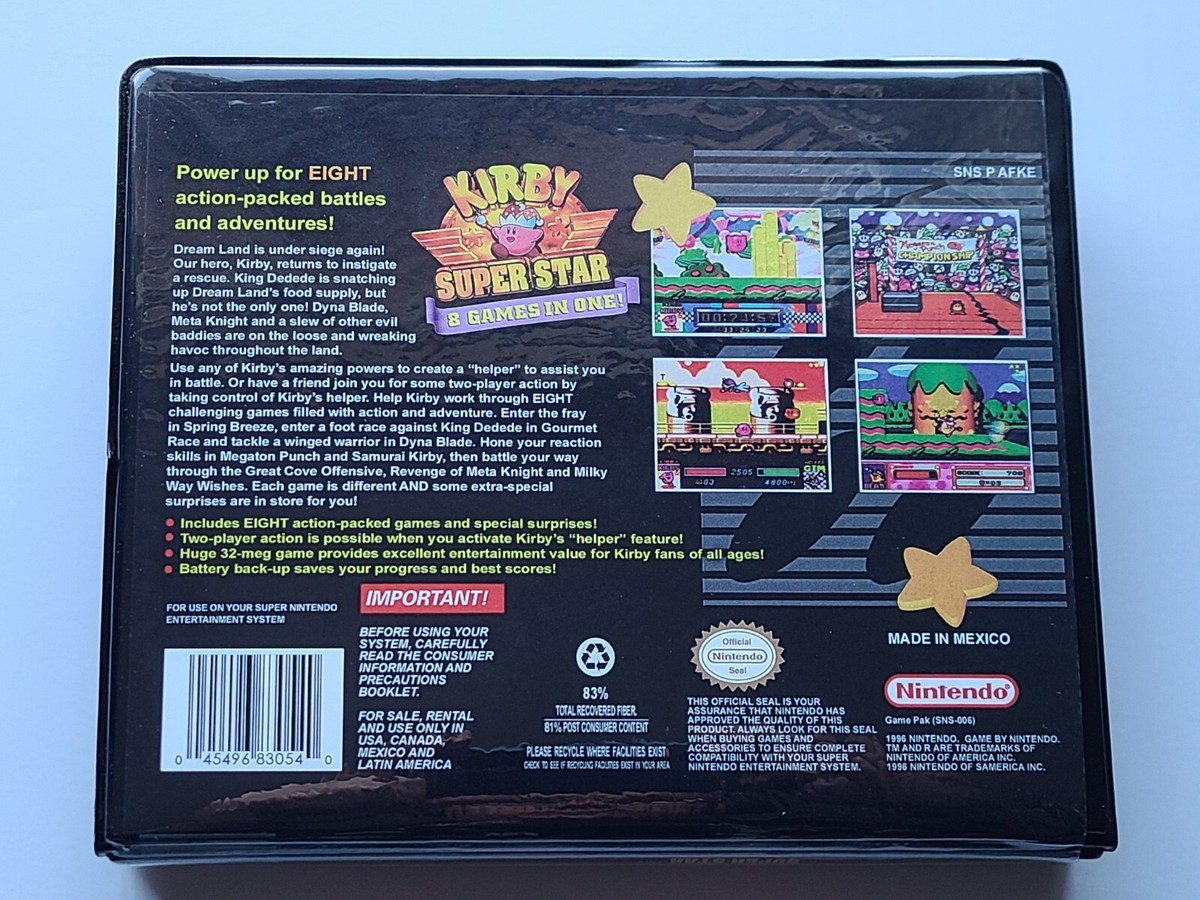 Power up for EIGHT
action-packed battles
and adventures!
Dream Land is under siege again!
Our hero, Kirby, returns to instigate
a rescue. King Dedede is snatching
up Dream Land's food supply, but
he's not the only one! Dyna Blade,
Meta Knight and a slew of other evil
baddies are on the loose and wreaking
havoc throughout the land.
Use any of Kirby's amazing powers to create a "helper" to assist you
in battle. Or have a friend join you for some two-player action by
taking control of Kirby's helper. Help Kirby work through EIGHT
challenging games filled with action and adventure. Enter the fray
in Spring Breeze, enter a foot race against King Dedede in Gourmet
Race and tackle a winged warrior in Dyna Blade. Hone your reaction
skills in Megaton Punch and Samurai Kirby, then battle your way
through the Great Cove Offensive, Revenge of Meta Knight and Milky
Way Wishes. Each game is different AND some extra-special
surprises are in store for you!
Includes EIGHT action-packed games and special surprises!
Two-player action is possible when you activate Kirby's "helper" feature!
Huge 32-meg game provides excellent entertainment value for Kirby fans of all ages!
Battery back-up saves your progress and best scores!
KIRBY
SUPER STAR
8 GAMES IN ONE!
SNS P AFKE
Megaton Punch
CHAMPIONSHIP
KIRBY
2505
SCORE
700
FOR USE ON YOUR SUPER NINTENDO
ENTERTAINMENT SYSTEM
0 45496 83054 0
IMPORTANT!
BEFORE USING YOUR
SYSTEM, CAREFULLY
READ THE CONSUMER
INFORMATION AND
PRECAUTIONS
BOOKLET.
FOR SALE, RENTAL
AND USE ONLY IN
USA, CANADA,
MEXICO AND
LATIN AMERICA
83%
TOTAL RECOVERED FIBER.
81% POST CONSUMER CONTENT
PLEASE RECYCLE WHERE FACILITIES EXIST
CHECK TO SEE IF RECYCLING FACILITIES EXIST IN YOUR AREA
Official
Nintendo
Seal
THIS OFFICIAL SEAL IS YOUR
ASSURANCE THAT NINTENDO HAS
APPROVED THE QUALITY OF THIS
PRODUCT. ALWAYS LOOK FOR THIS SEAL
WHEN BUYING GAMES AND
ACCESSORIES TO ENSURE COMPLETE
COMPATIBILITY WITH YOUR SUPER
NINTENDO ENTERTAINMENT SYSTEM.
MADE IN MEXICO
Nintendo
Game Pak (SNS-006)
1996 NINTENDO. GAME BY NINTENDO.
TM AND R ARE TRADEMARKS OF
NINTENDO OF AMERICA INC.
1996 NINTENDO OF SAMERICA INC.